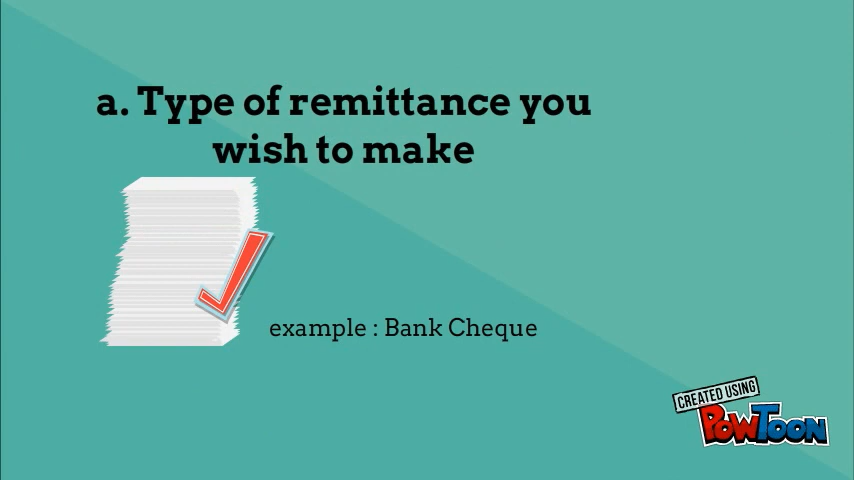 a. Type of remittance you
wish to make
example : Bank Cheque
CREATED USING
POWTOON